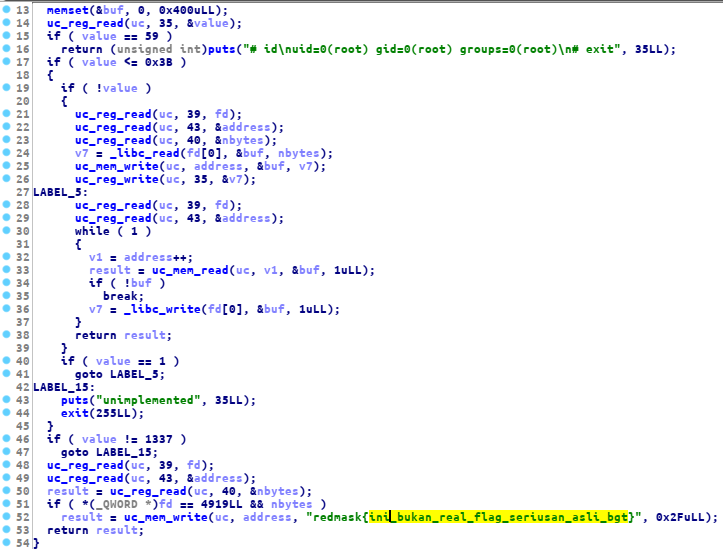 13 memset(&buf, 0, 0x400uLL);
14 uc_reg_read(uc, 35, &value);
15 if ( value == 59 )
16 return (unsigned int)puts("# id\nuid=0(root) gid=0(root) groups=0(root)\n# exit", 35LL);
17 if ( value <= 0x3B )
18 {
19 if ( !value )
20 {
21 uc_reg_read(uc, 39, fd);
22 uc_reg_read(uc, 43, &address);
23 uc_reg_read(uc, 40, &nbytes);
24 v7 = _libc_read(fd[0], &buf, nbytes);
25 uc_mem_write(uc, address, &buf, v7);
26 uc_reg_write(uc, 35, &v7);
27 LABEL_5:
28 uc_reg_read(uc, 39, fd);
29 uc_reg_read(uc, 43, &address);
30 while ( 1 )
31 {
32 v1 = address++;
33 result = uc_mem_read(uc, v1, &buf, 1uLL);
34 if ( !buf )
35 break;
36 v7 = _libc_write(fd[0], &buf, 1uLL);
37 }
38 return result;
39 }
40 if ( value == 1 )
41 goto LABEL_5;
42 LABEL_15:
43 puts("unimplemented", 35LL);
44 exit(255LL);
45 }
46 if ( value != 1337 )
47 goto LABEL_15;
48 uc_reg_read(uc, 39, fd);
49 uc_reg_read(uc, 43, &address);
50 result = uc_reg_read(uc, 40, &nbytes);
51 if ( *(_QWORD *)fd == 4919LL && nbytes )
52 result = uc_mem_write(uc, address, "redmask{ini_bukan_real_flag_seriusan_asli_bgt}", 0x2FuLL);
53 return result;
54 }